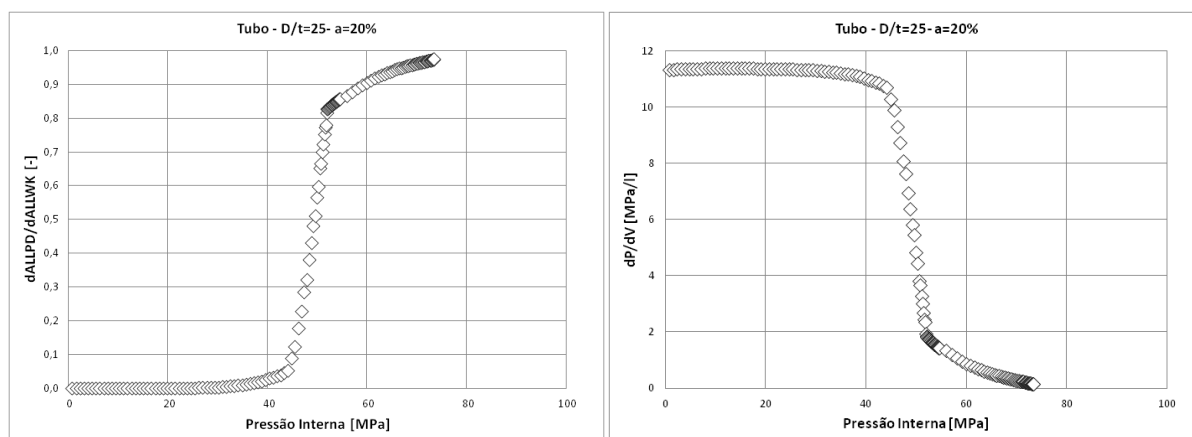 Tubo - D/t=25- a=20%
1,0
0,9
0,8
0,7
0,6
0,5
0,4
0,3
0,2
0,1
0,0
dALLPD/dALLWK [-]
0 20 40 60 80 100
Pressão Interna [MPa]
Tubo - D/t=25- a=20%
12
10
8
6
4
2
0
dP/dV [MPa/l]
0 20 40 60 80 100
Pressão Interna [MPa]